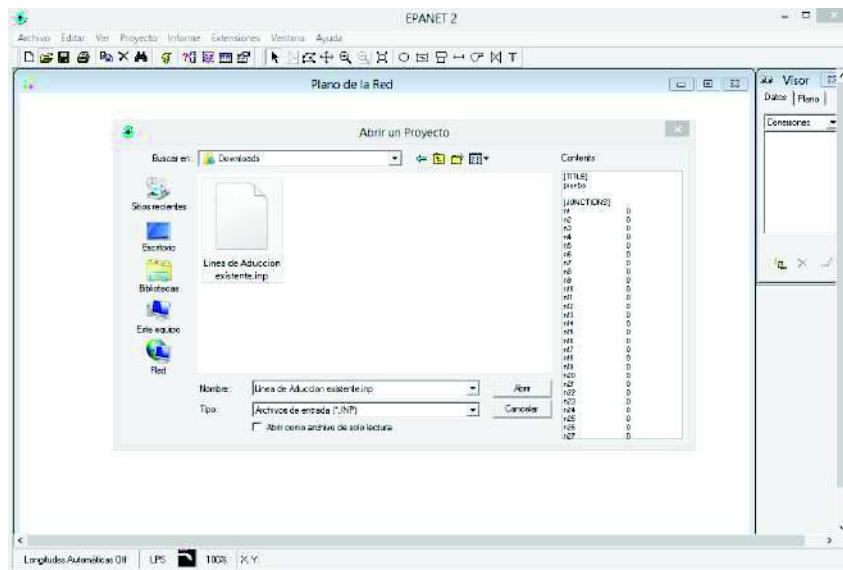 EPANET 2
Archivo Editar Ver Proyecto Informe Extensiones Ventana Ayuda
Plano de la Red
Visor
Datos Plano
Conexiones
Abrir un Proyecto
Buscar en: Downloads
Contents
Sitios recientes
Escritorio
Bibliotecas
Este equipo
Red
Linea de Aduccion
existente.inp
[TITLE]
prueba
[JUNCTIONS]
n1 0
n2 0
n3 0
n4 0
n5 0
n6 0
n7 0
n8 0
n9 0
n10 0
n11 0
n12 0
n13 0
n14 0
n15 0
n16 0
n17 0
n18 0
n19 0
n20 0
n21 0
n22 0
n23 0
n24 0
n25 0
n26 0
n27 0
Nombre: Linea de Aduccion existente.inp Abrir
Tipo: Archivos de entrada (*.INP) Cancelar
Abrir como archivo de solo lectura
Longitudes Automáticas Off LPS 100% X,Y: